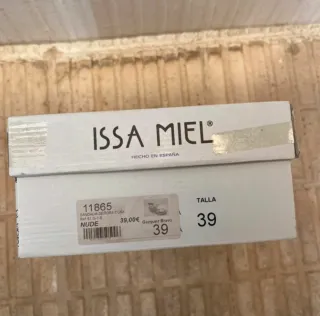 ISSA MIEL®
HECHO EN ESPAÑA
11865
NUDE
39,00€
39
TALLA
39